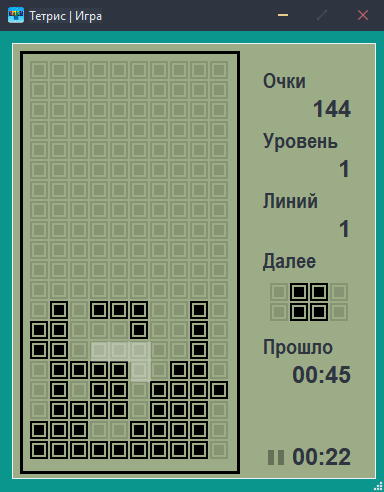 Тетрис | Игра
Очки
144
Уровень
1
Линий
1
Далее
Прошло
00:45
00:22